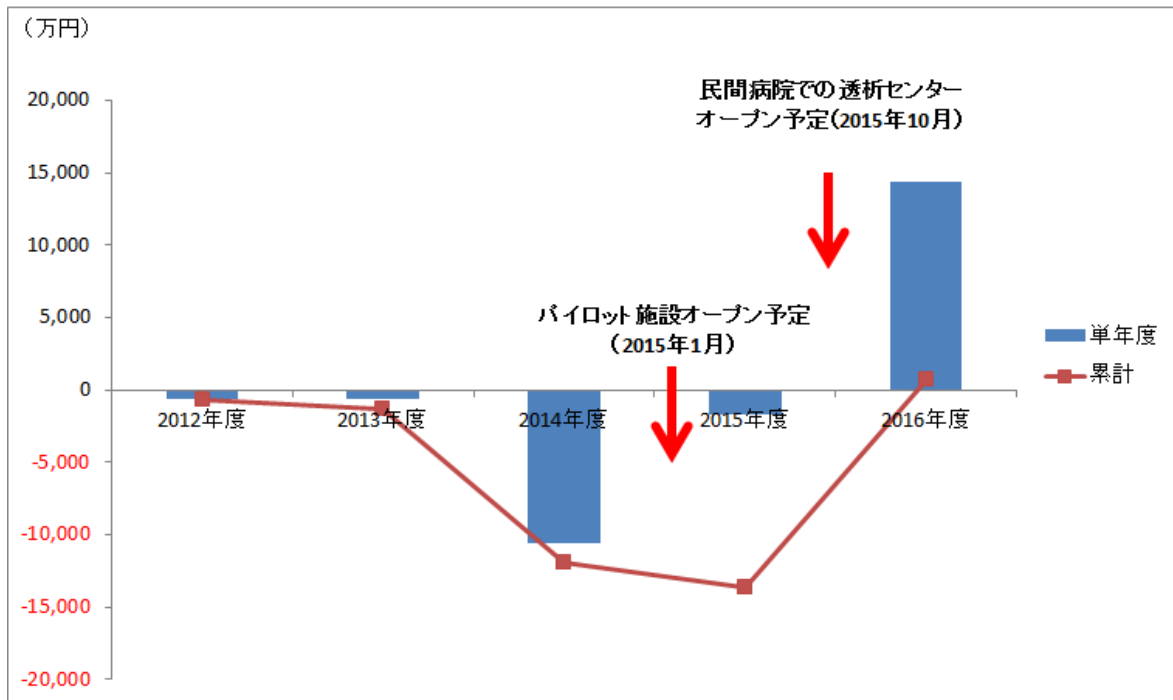 （万円）
民間病院での透析センター
オープン予定(2015年10月)
20,000
15,000
10,000
5,000
0
-5,000
-10,000
-15,000
-20,000
パイロット施設オープン予定
（2015年1月）
単年度
累計
2012年度
2013年度
2014年度
2015年度
2016年度